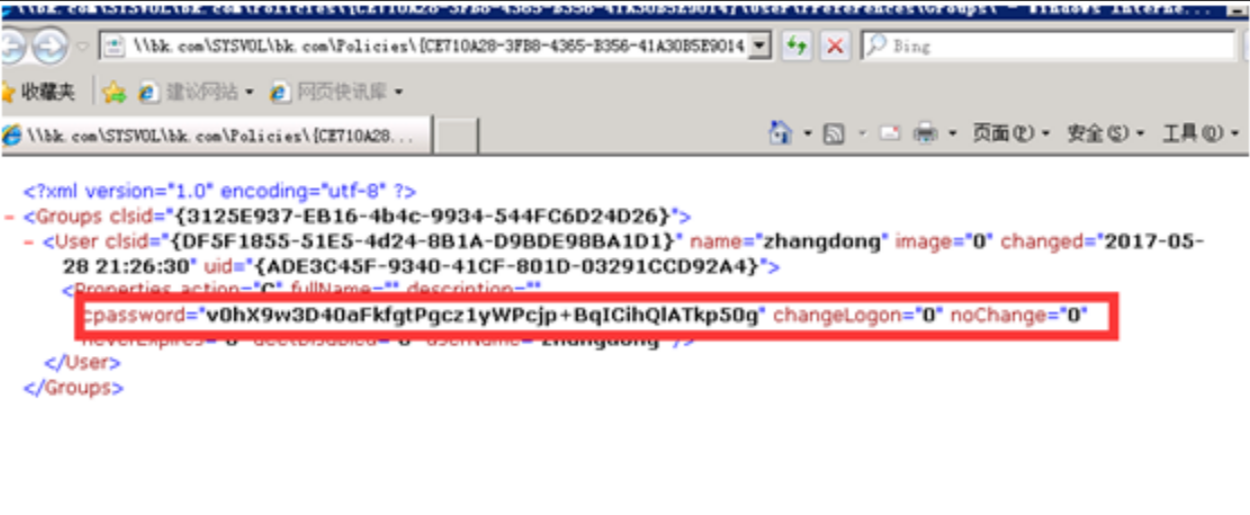 \\bk.com\SYSVOL\bk.com\Policies\{CE710A28-3FB8-4365-B356-41A30B5E9014}\User\Preferences\Groups\ - Windows Interne...
\\bk.com\SYSVOL\bk.com\Policies\{CE710A28-3FB8-4365-B356-41A30B5E9014 Bing
收藏夹 建议网站 网页快讯库
\\bk.com\SYSVOL\bk.com\Policies\{CE710A28... 页面(P) 安全(S) 工具(O)
<?xml version="1.0" encoding="utf-8" ?>
- <Groups clsid="{3125E937-EB16-4b4c-9934-544FC6D24D26}">
- <User clsid="{DF5F1855-51E5-4d24-8B1A-D9BDE98BA1D1}" name="zhangdong" image="0" changed="2017-05-
28 21:26:30" uid="{ADE3C45F-9340-41CF-801D-03291CCD92A4}">
<Properties action="C" fullName="" description=""
cpassword="v0hX9w3D40aFkfgtPgcz1yWPcjp+BqICihQlATkp50g" changeLogon="0" noChange="0"
neverExpires="0" acctDisabled="0" userName="zhangdong" />
</User>
</Groups>